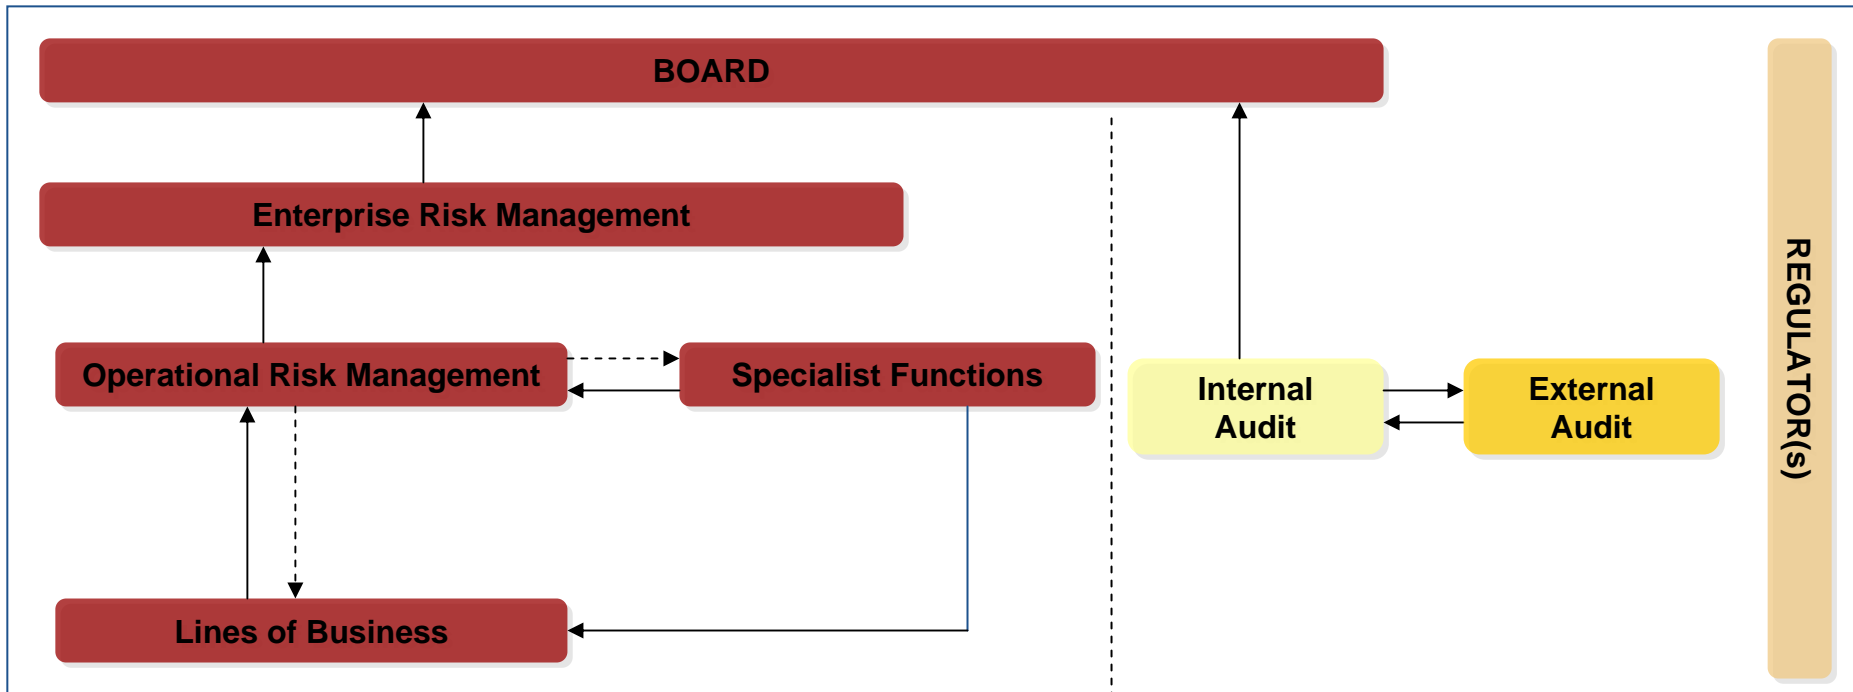 BOARD
Enterprise Risk Management
Operational Risk Management
Specialist Functions
Internal
Audit
External
Audit
Lines of Business
REGULATOR(s)